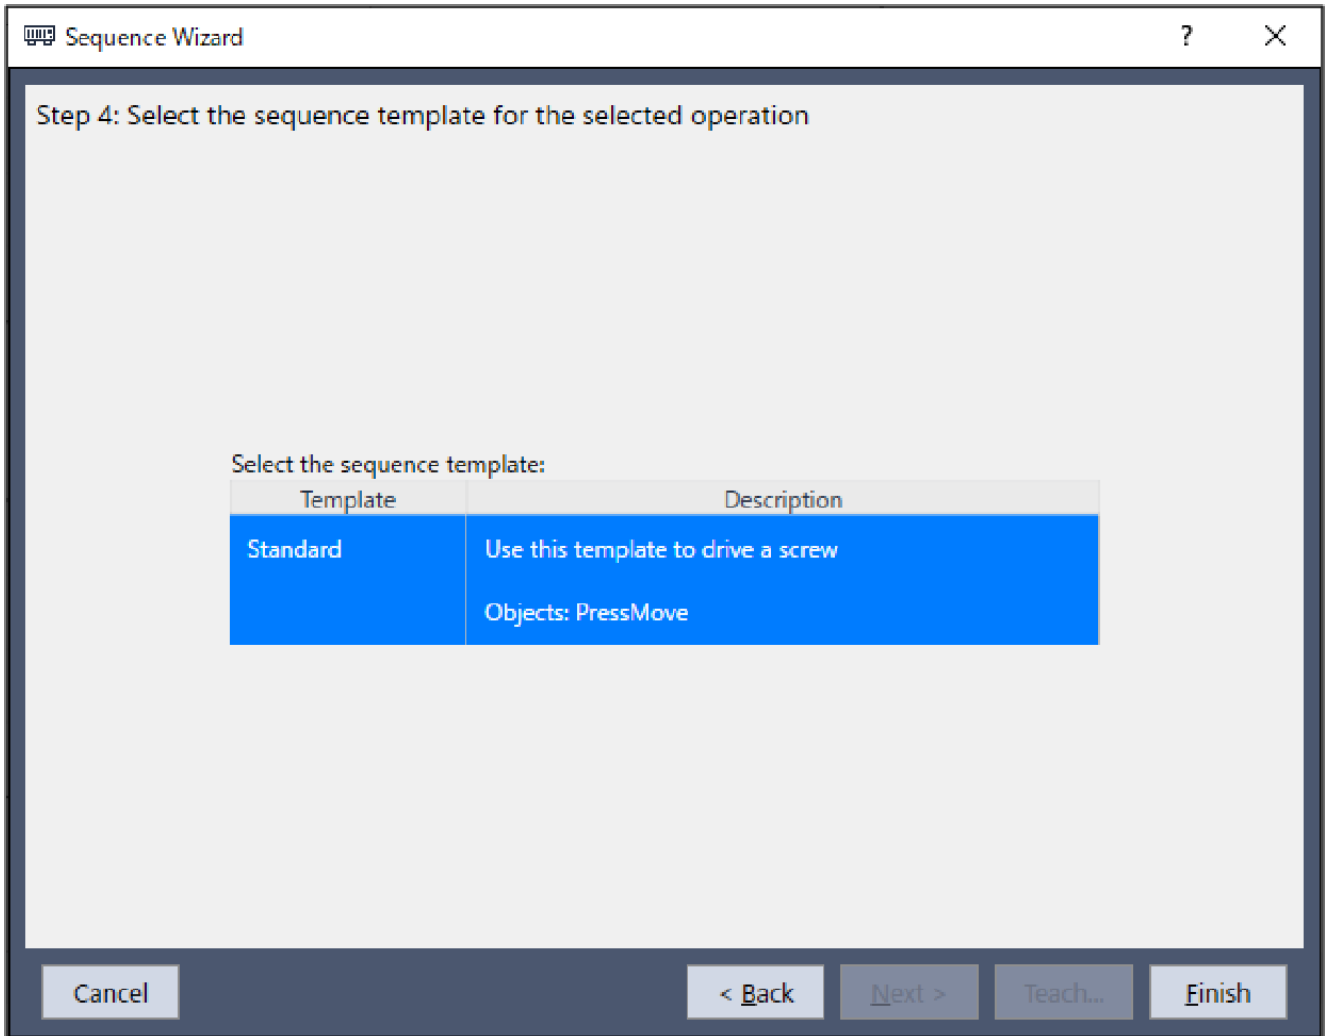 Sequence Wizard
?
Step 4: Select the sequence template for the selected operation
Select the sequence template:
Template Description
Standard Use this template to drive a screw
Objects: PressMove
Cancel < Back Next > Teach... Finish